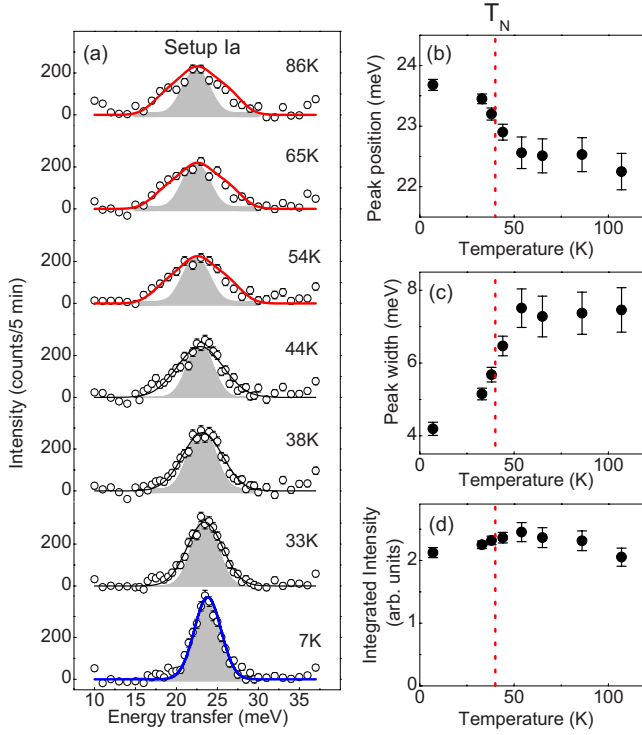 T_N
(a)
Setup Ia
86K
65K
54K
44K
38K
33K
7K
200
0
200
0
200
0
200
0
200
0
200
0
200
0
Intensity (counts/5 min)
10 15 20 25 30 35
Energy transfer (meV)
(b)
24
23
22
Peak position (meV)
0 50 100
Temperature (K)
(c)
8
6
4
Peak width (meV)
0 50 100
Temperature (K)
(d)
2
0
Integrated Intensity
(arb. units)
0 50 100
Temperature (K)